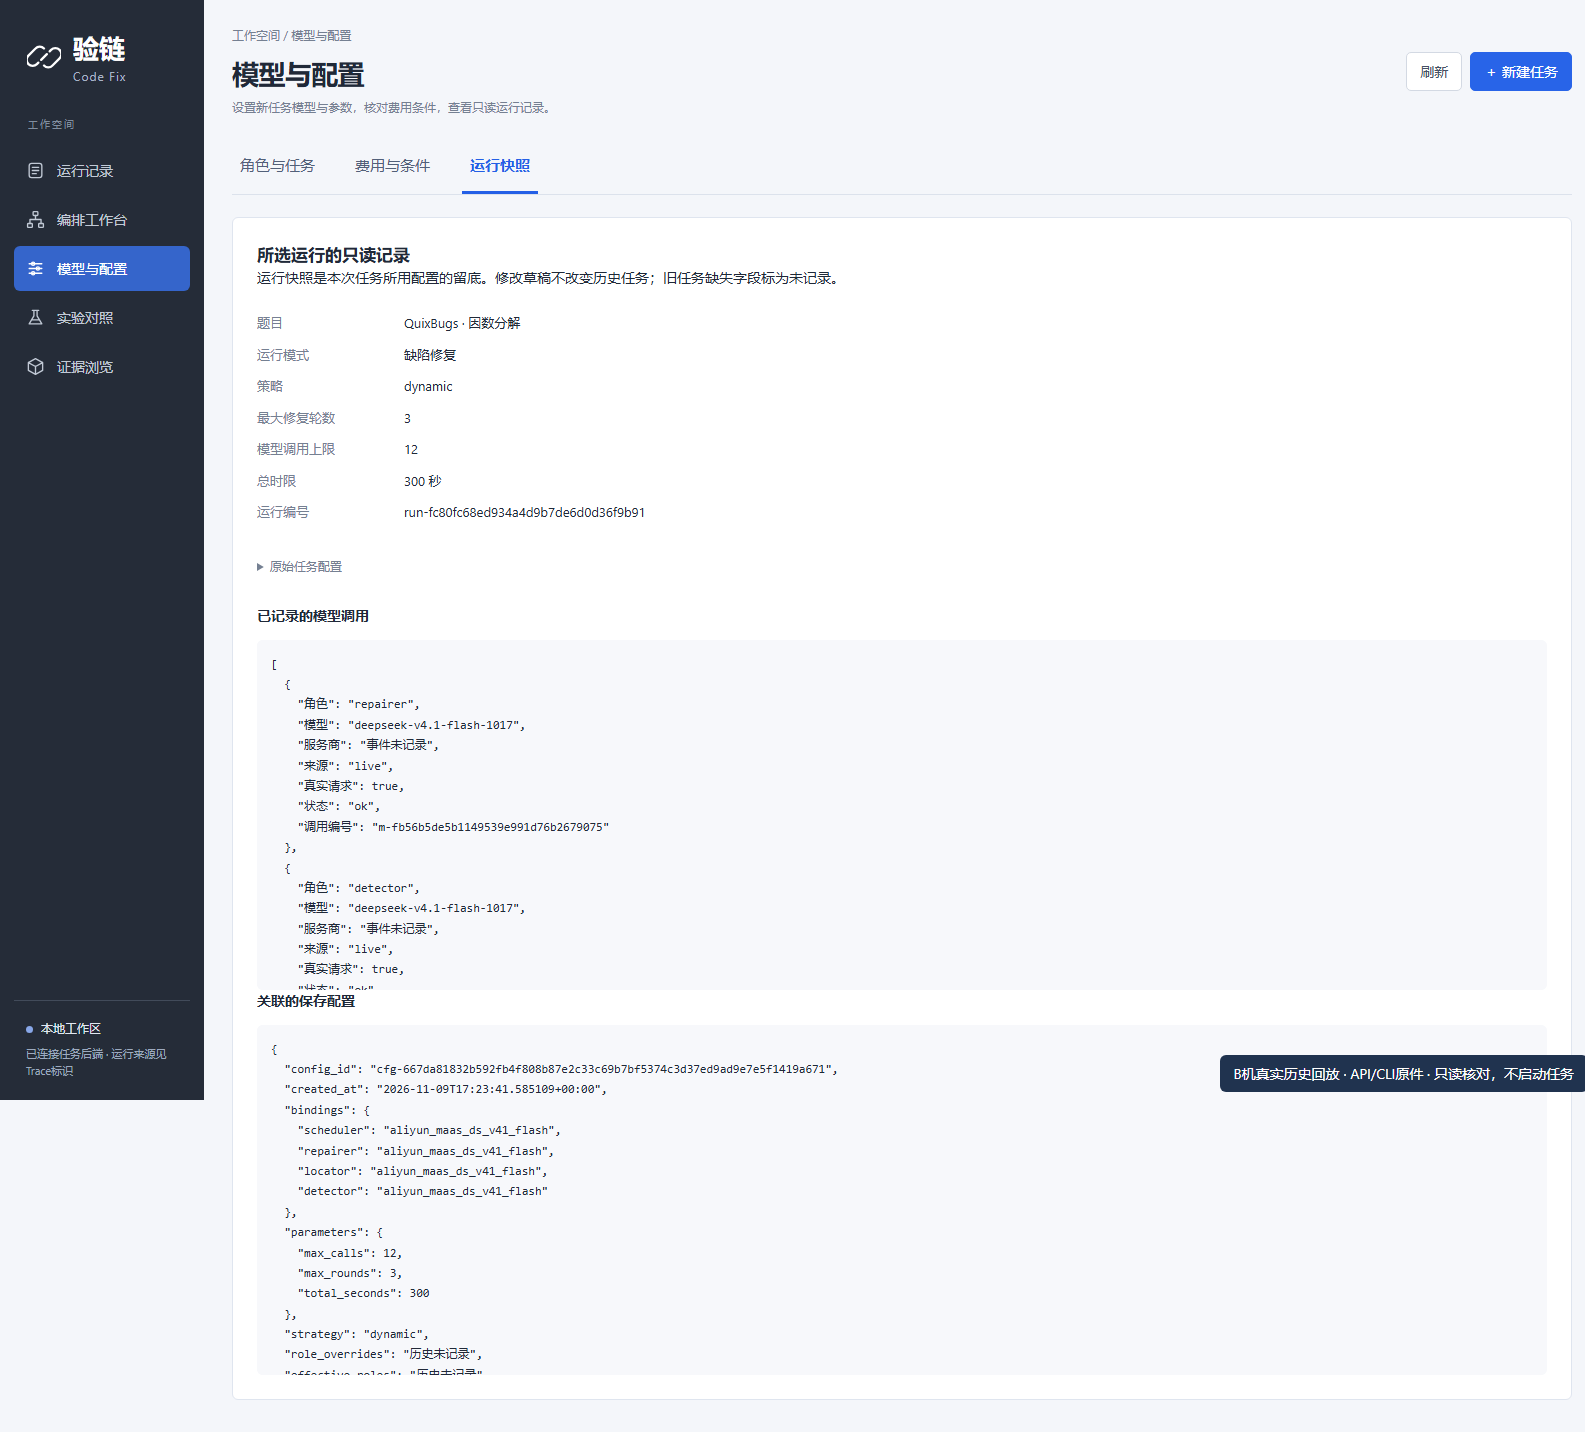 验链
Code Fix
工作空间
运行记录
编排工作台
模型与配置
实验对照
证据浏览
本地工作区
已连接任务后端 · 运行来源见
Trace标识
工作空间 / 模型与配置
模型与配置
设置新任务模型与参数，核对费用条件，查看只读运行记录。
刷新
+ 新建任务
角色与任务
费用与条件
运行快照
所选运行的只读记录
运行快照是本次任务所用配置的留底。修改草稿不改变历史任务；旧任务缺失字段标为未记录。
题目 QuixBugs · 因数分解
运行模式 缺陷修复
策略 dynamic
最大修复轮数 3
模型调用上限 12
总时限 300 秒
运行编号 run-fc80fc68ed934a4d9b7de6d0d36f9b91
原始任务配置
已记录的模型调用
[
{
"角色": "repairer",
"模型": "deepseek-v4.1-flash-1017",
"服务商": "事件未记录",
"来源": "live",
"真实请求": true,
"状态": "ok",
"调用编号": "m-fb56b5de5b1149539e991d76b2679075"
},
{
"角色": "detector",
"模型": "deepseek-v4.1-flash-1017",
"服务商": "事件未记录",
"来源": "live",
"真实请求": true,
"状态": "ok"
关联的保存配置
{
"config_id": "cfg-667da81832b592fb4f808b87e2c33c69b7bf5374c3d37ed9ad9e7e5f1419a671",
"created_at": "2026-11-09T17:23:41.585109+00:00",
"bindings": {
"scheduler": "aliyun_maas_ds_v41_flash",
"repairer": "aliyun_maas_ds_v41_flash",
"locator": "aliyun_maas_ds_v41_flash",
"detector": "aliyun_maas_ds_v41_flash"
},
"parameters": {
"max_calls": 12,
"max_rounds": 3,
"total_seconds": 300
},
"strategy": "dynamic",
"role_overrides": "历史未记录",
"effective_roles": "历史未记录"
B机真实历史回放 · API/CLI原件 · 只读核对，不启动任务